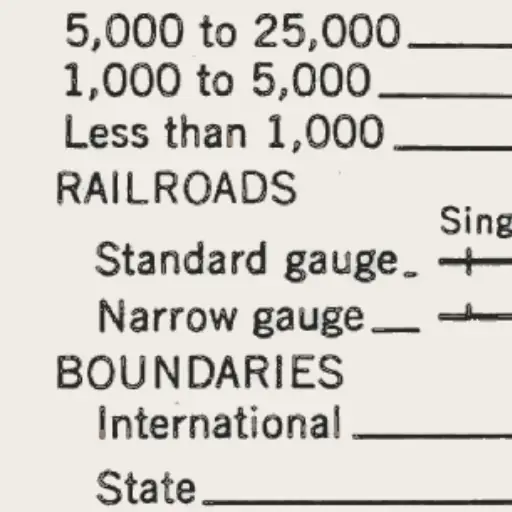 5,000 to 25,000
1,000 to 5,000
Less than 1,000
RAILROADS
Sing
Standard gauge
Narrow gauge
BOUNDARIES
International
State